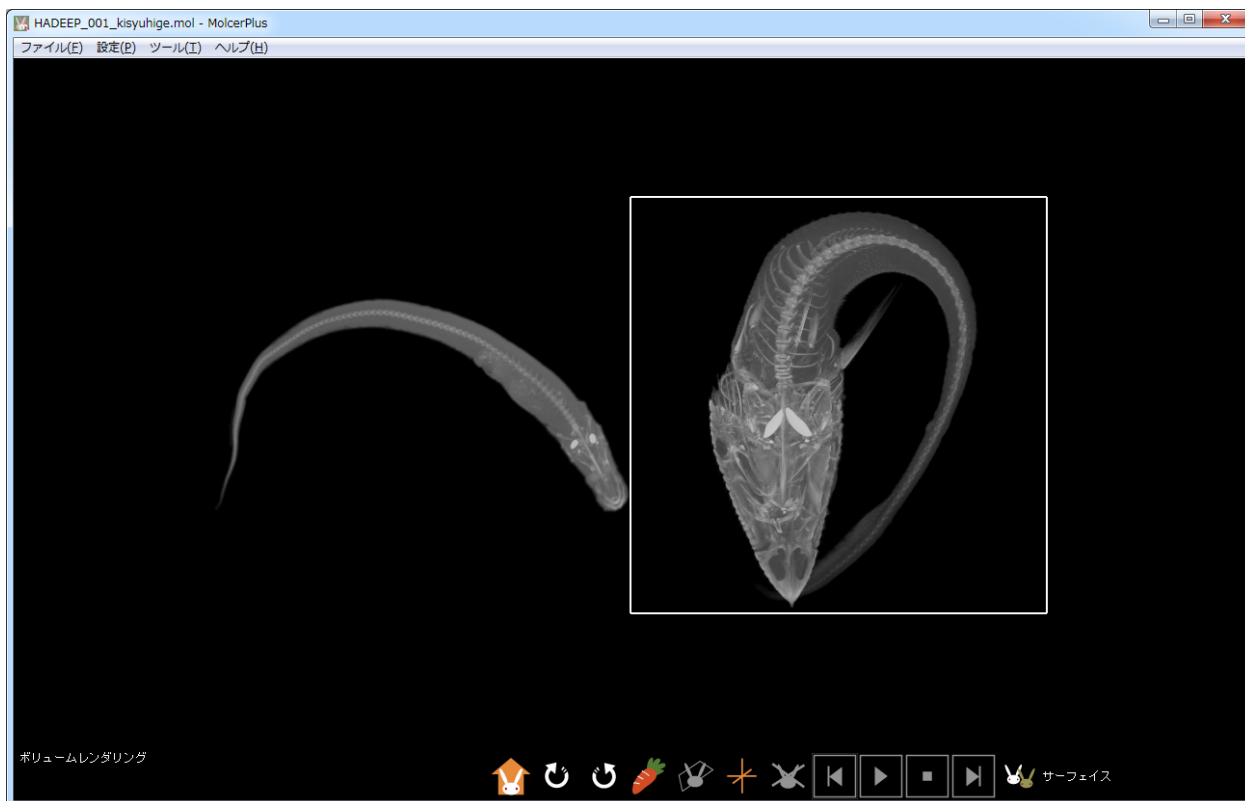 HADEEP_001_kisyuhige.mol - MolcerPlus
ファイル(F) 設定(P) ツール(T) ヘルプ(H)
ボリュームレンダリング
サーフェイス